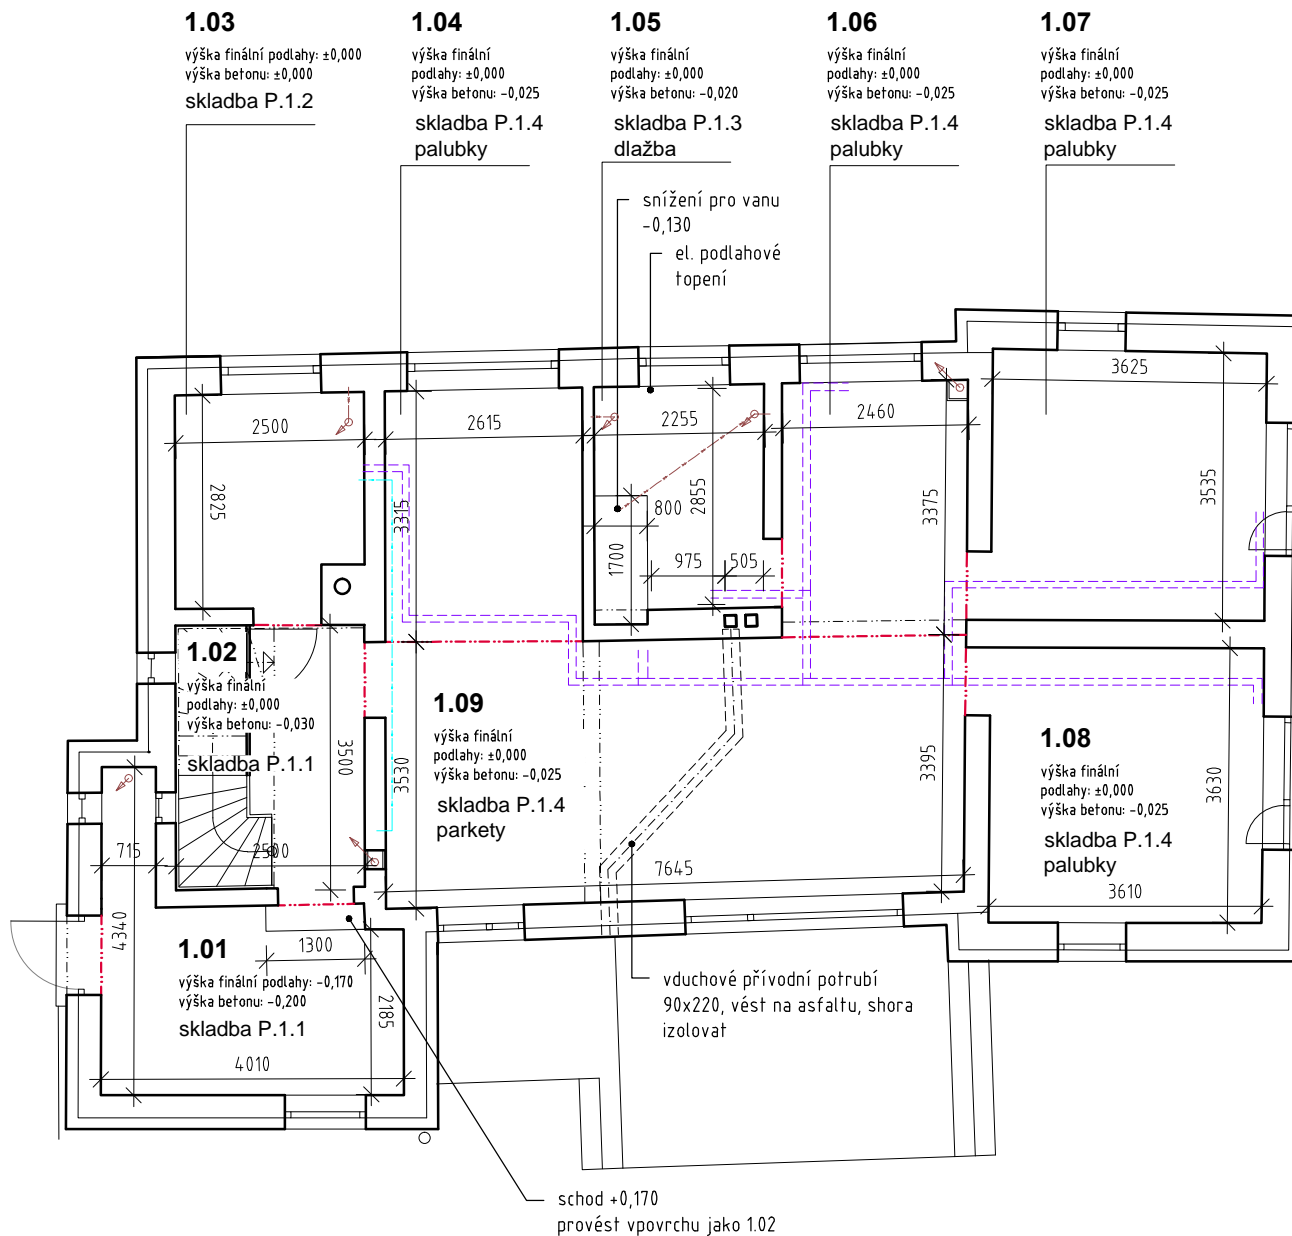 1.03
výška finální podlahy: ±0,000
výška betonu: ±0,000
skladba P.1.2
1.04
výška finální
podlahy: ±0,000
výška betonu: -0,025
skladba P.1.4
palubky
1.05
výška finální
podlahy: ±0,000
výška betonu: -0,020
skladba P.1.3
dlažba
1.06
výška finální
podlahy: ±0,000
výška betonu: -0,025
skladba P.1.4
palubky
1.07
výška finální
podlahy: ±0,000
výška betonu: -0,025
skladba P.1.4
palubky
snížení pro vanu
-0,130
el. podlahové
topení
2500
2615
2255
2460
3625
2825
3315
2855
3375
3535
800
1700
975
505
1.02
výška finální
podlahy: ±0,000
výška betonu: -0,030
skladba P.1.1
3500
1.09
výška finální
podlahy: ±0,000
výška betonu: -0,025
skladba P.1.4
parkety
3530
3395
1.08
výška finální
podlahy: ±0,000
výška betonu: -0,025
skladba P.1.4
palubky
3630
715
2500
7645
3610
4340
1.01
výška finální podlahy: -0,170
výška betonu: -0,200
skladba P.1.1
1300
2185
4010
vduchové přívodní potrubí
90x220, vést na asfaltu, shora
izolovat
schod +0,170
provést vpovrchu jako 1.02